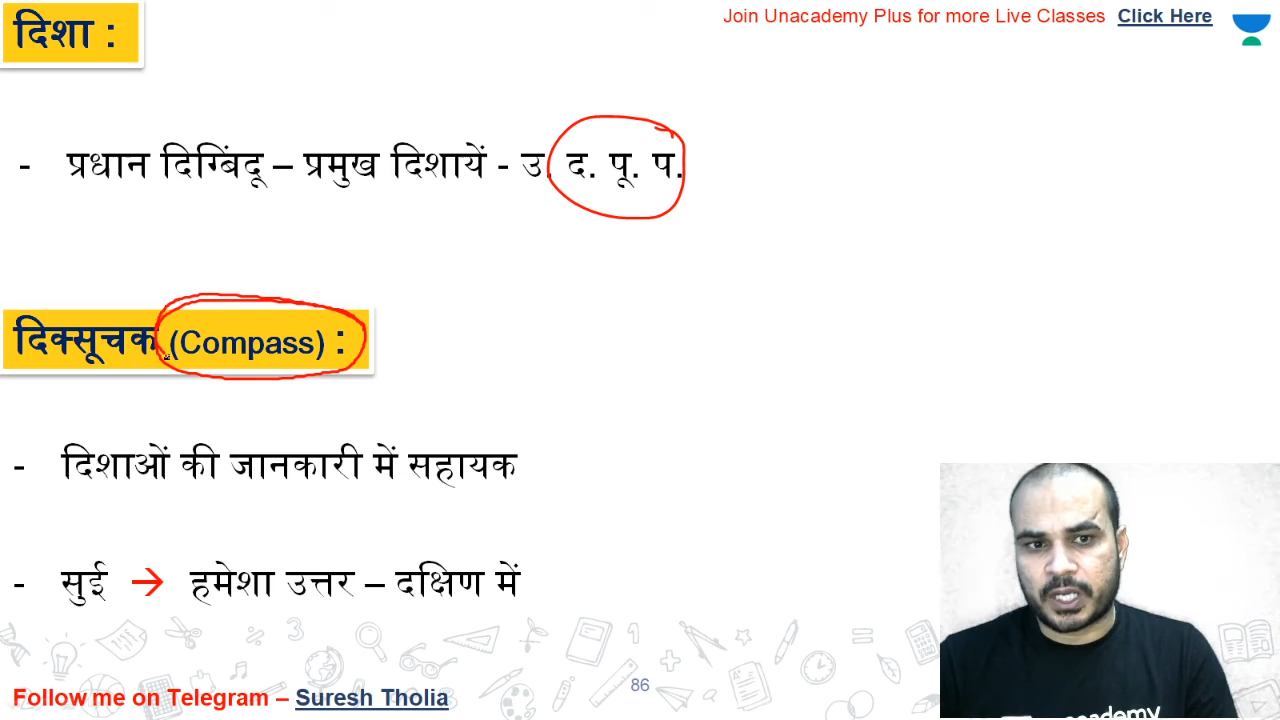 दिशा :
Join Unacademy Plus for more Live Classes Click Here
- प्रधान दिग्बिंदू – प्रमुख दिशायें - उ. द. पू. प.
दिक्सूचक (Compass) :
- दिशाओं की जानकारी में सहायक
- सुई → हमेशा उत्तर – दक्षिण में
Follow me on Telegram – Suresh Tholia
86